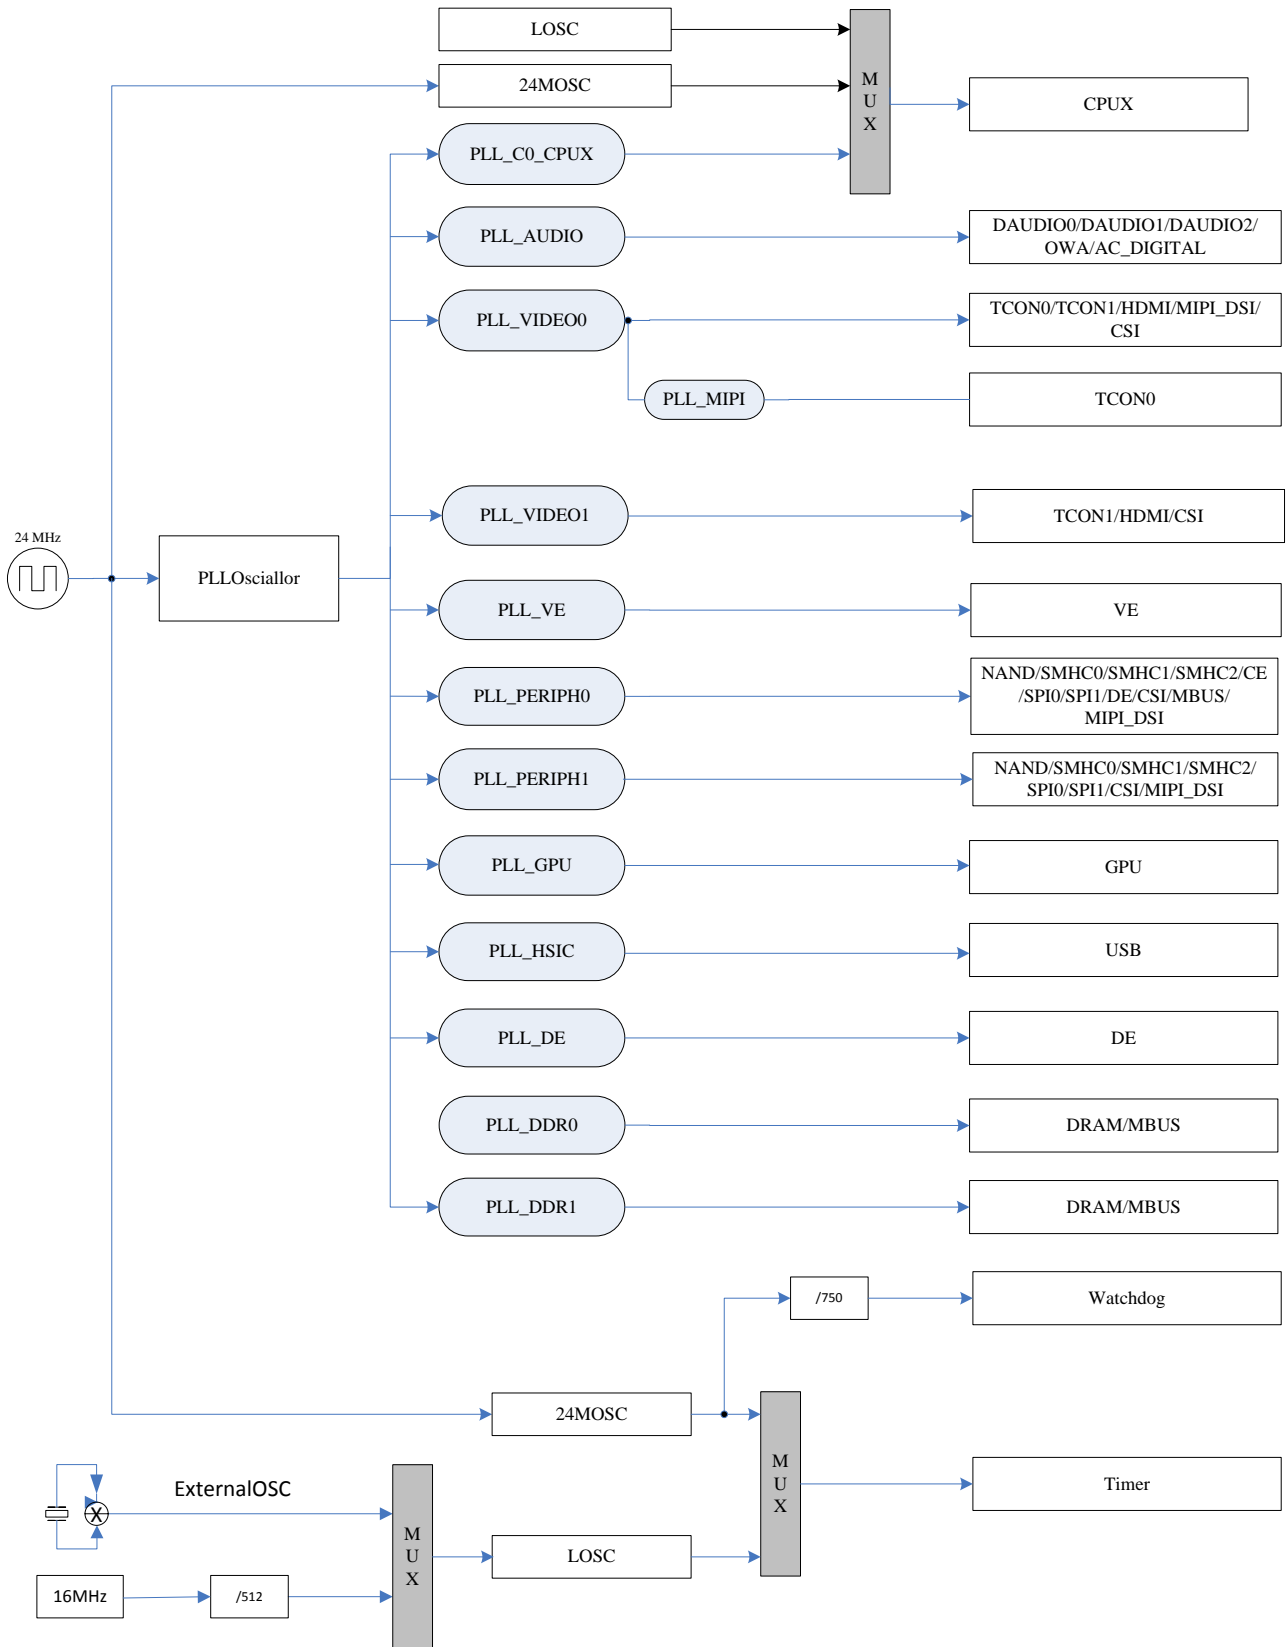 LOSC
24MOSC
M
U
X
CPUX
PLL_C0_CPUX
PLL_AUDIO
DAUDIO0/DAUDIO1/DAUDIO2/
OWA/AC_DIGITAL
PLL_VIDEO0
TCON0/TCON1/HDMI/MIPI_DSI/
CSI
PLL_MIPI
TCON0
PLL_VIDEO1
TCON1/HDMI/CSI
24 MHz
PLLOsciallor
PLL_VE
VE
PLL_PERIPH0
NAND/SMHC0/SMHC1/SMHC2/CE
/SPI0/SPI1/DE/CSI/MBUS/
MIPI_DSI
PLL_PERIPH1
NAND/SMHC0/SMHC1/SMHC2/
SPI0/SPI1/CSI/MIPI_DSI
PLL_GPU
GPU
PLL_HSIC
USB
PLL_DE
DE
PLL_DDR0
DRAM/MBUS
PLL_DDR1
DRAM/MBUS
/750
Watchdog
24MOSC
M
U
X
Timer
ExternalOSC
X
M
U
X
LOSC
16MHz
/512